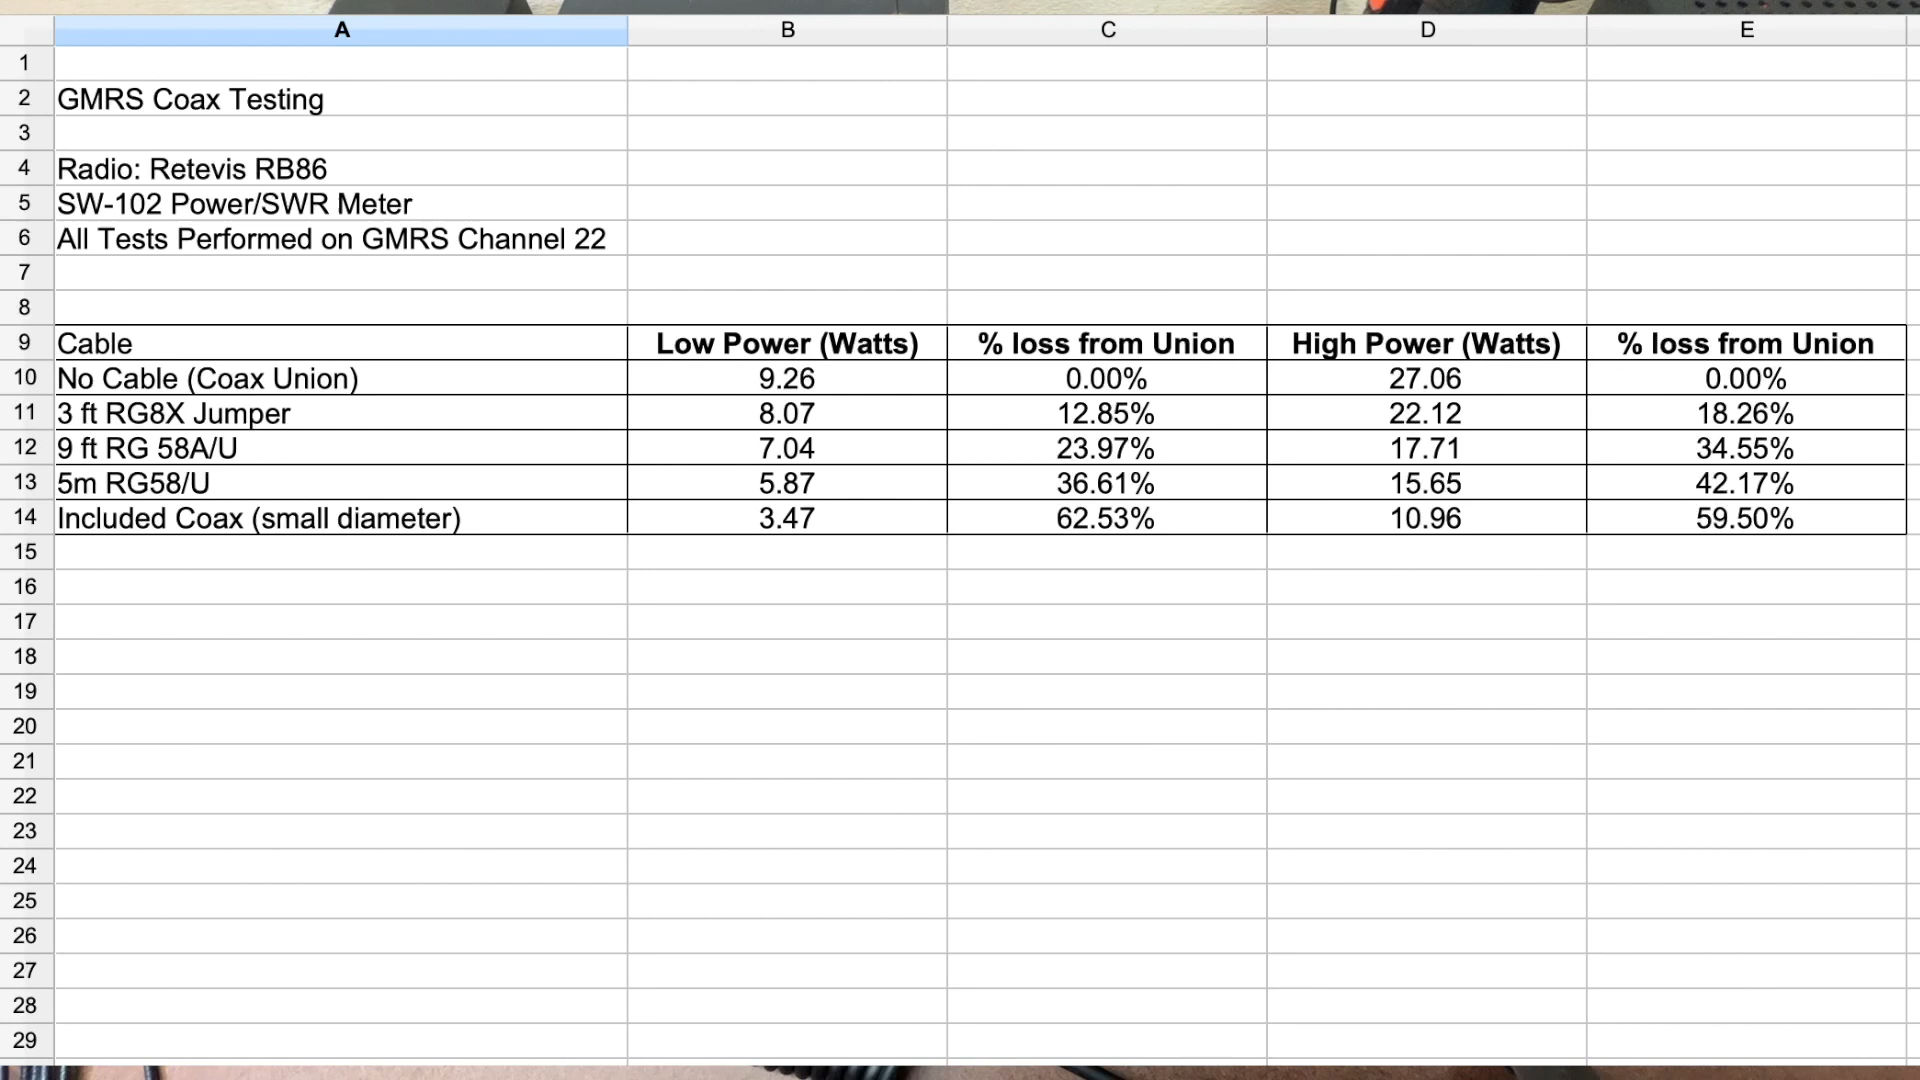 A B C D E
1
2 GMRS Coax Testing
3
4 Radio: Retevis RB86
5 SW-102 Power/SWR Meter
6 All Tests Performed on GMRS Channel 22
7
8
9 Cable Low Power (Watts) % loss from Union High Power (Watts) % loss from Union
10 No Cable (Coax Union) 9.26 0.00% 27.06 0.00%
11 3 ft RG8X Jumper 8.07 12.85% 22.12 18.26%
12 9 ft RG 58A/U 7.04 23.97% 17.71 34.55%
13 5m RG58/U 5.87 36.61% 15.65 42.17%
14 Included Coax (small diameter) 3.47 62.53% 10.96 59.50%
15
16
17
18
19
20
21
22
23
24
25
26
27
28
29